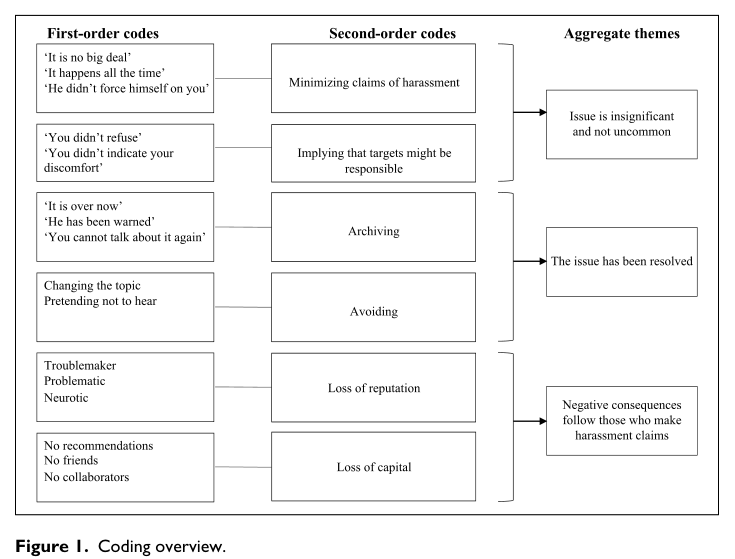 First-order codes
Second-order codes
Aggregate themes
‘It is no big deal’
‘It happens all the time’
‘He didn’t force himself on you’
Minimizing claims of harassment
‘You didn’t refuse’
‘You didn’t indicate your
discomfort’
Implying that targets might be
responsible
Issue is insignificant
and not uncommon
‘It is over now’
‘He has been warned’
‘You cannot talk about it again’
Archiving
Changing the topic
Pretending not to hear
Avoiding
The issue has been resolved
Troublemaker
Problematic
Neurotic
Loss of reputation
No recommendations
No friends
No collaborators
Loss of capital
Negative consequences
follow those who make
harassment claims
Figure 1. Coding overview.